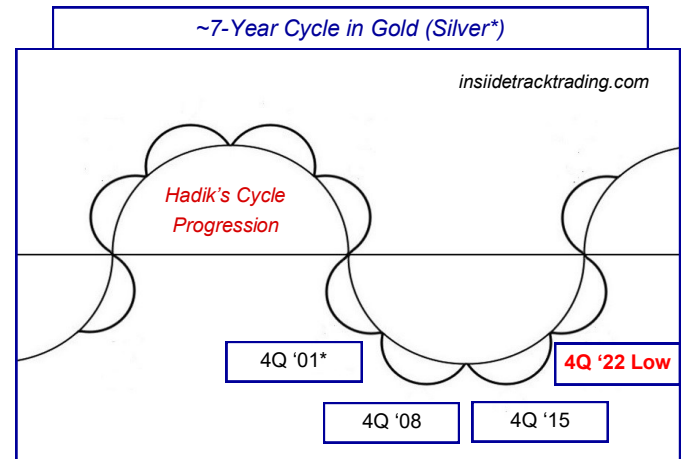 ~7-Year Cycle in Gold (Silver*)
insiidetracktrading.com
Hadik’s Cycle
Progression
4Q ‘01*
4Q ‘22 Low
4Q ‘08
4Q ‘15